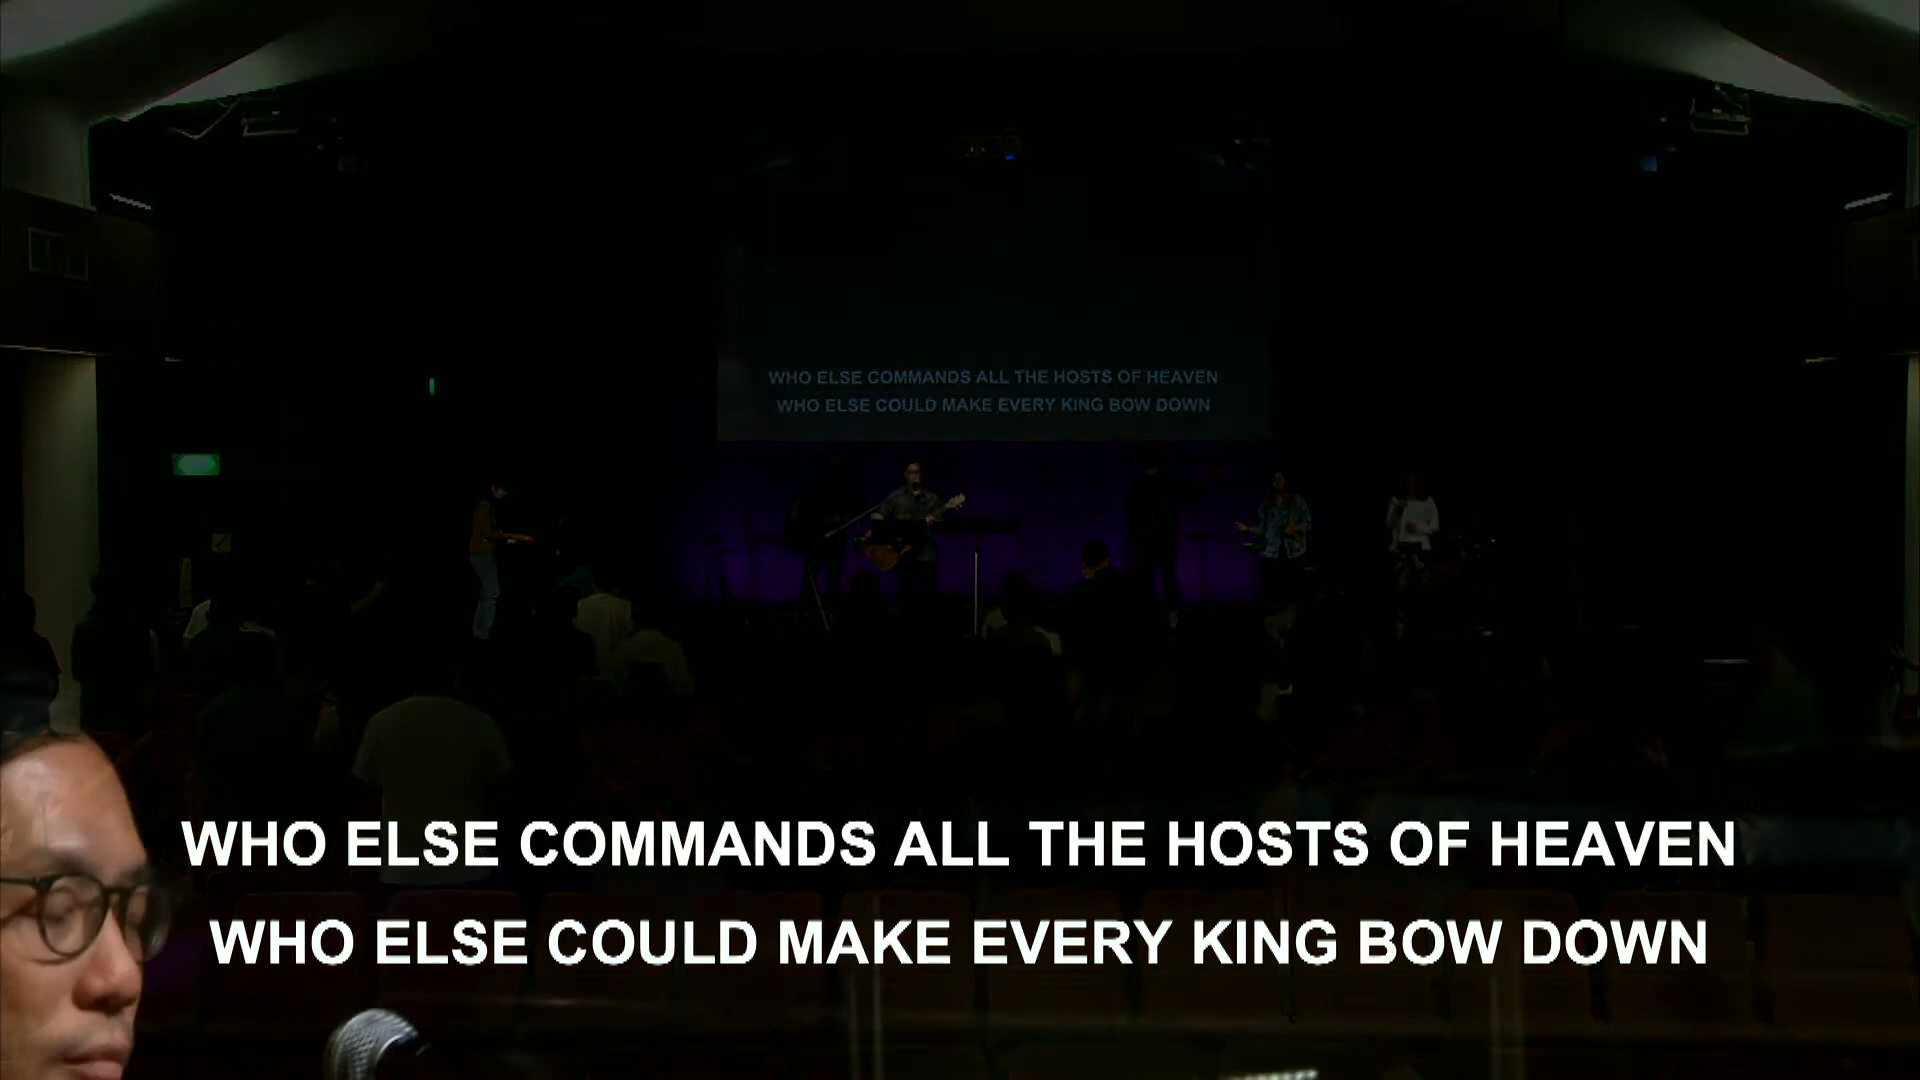 WHO ELSE COMMANDS ALL THE HOSTS OF HEAVEN
WHO ELSE COULD MAKE EVERY KING BOW DOWN
WHO ELSE COMMANDS ALL THE HOSTS OF HEAVEN
WHO ELSE COULD MAKE EVERY KING BOW DOWN